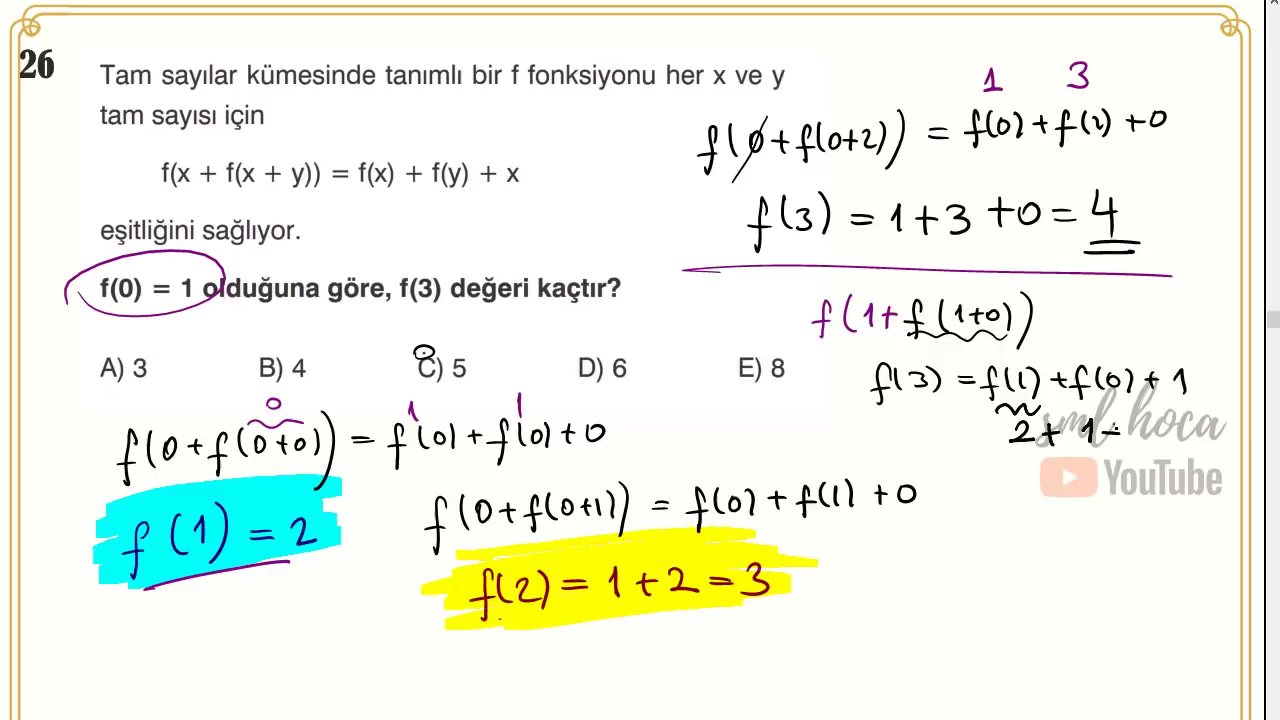 26
Tam sayılar kümesinde tanımlı bir f fonksiyonu her x ve y
tam sayısı için
f(x + f(x + y)) = f(x) + f(y) + x
eşitliğini sağlıyor.
f(0) = 1 olduğuna göre, f(3) değeri kaçtır?
A) 3 B) 4 C) 5 D) 6 E) 8
0 1 1
f(0+f(0+0)) = f(0)+f(0)+0
f(1) = 2
f(0+f(0+1)) = f(0)+f(1)+0
f(2) = 1+2 = 3
1 3
f(0+f(0+2)) = f(0)+f(2)+0
f(3) = 1+3+0 = 4
f(1+f(1+0))
f(3) = f(1)+f(0)+1
2+ 1+
sml hoca
YouTube